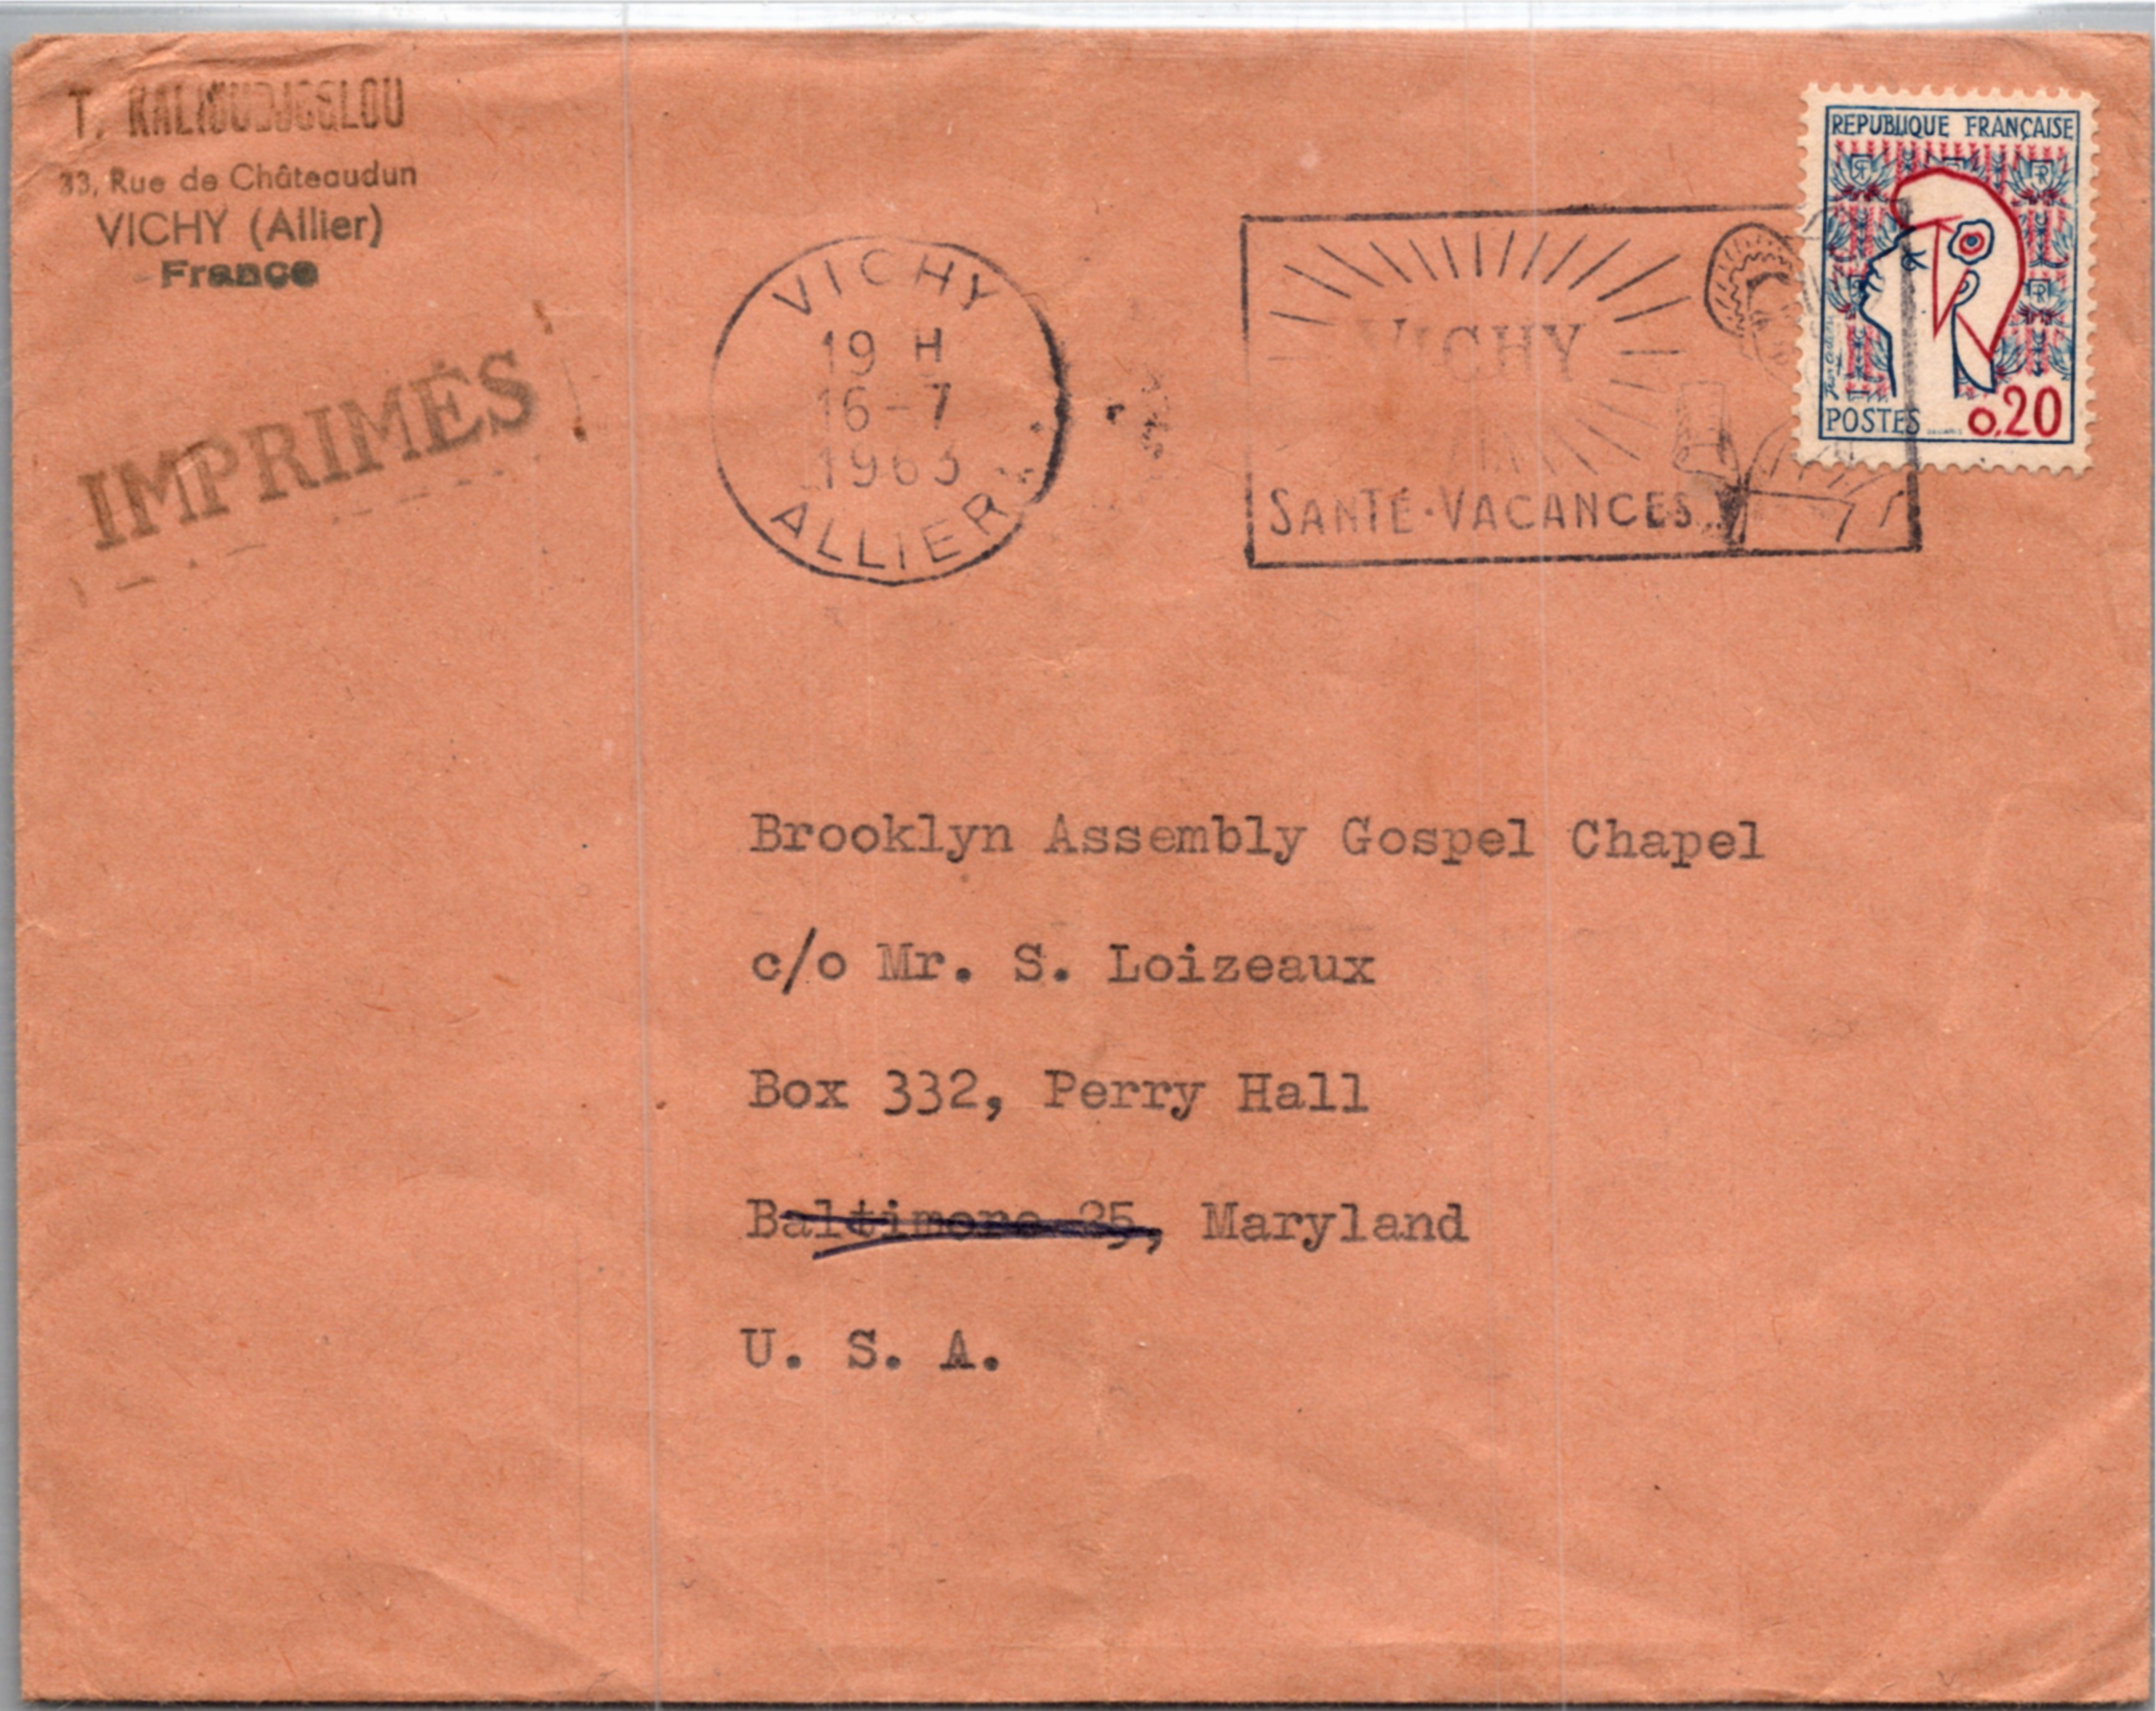 T.
33, Rue de Châteaudun
VICHY (Allier)
France
IMPRIMÉS
VICHY
19 H
16-7
1963
ALLIER
VICHY
SANTÉ·VACANCES
REPUBLIQUE FRANÇAISE
POSTES 0,20
Brooklyn Assembly Gospel Chapel
c/o Mr. S. Loizeaux
Box 332, Perry Hall
Baltimore, Maryland
U. S. A.